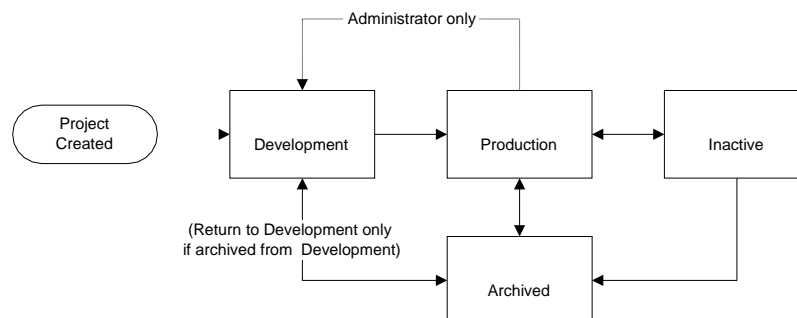 Administrator only
Project
Created
Development
Production
Inactive
(Return to Development only
if archived from Development)
Archived